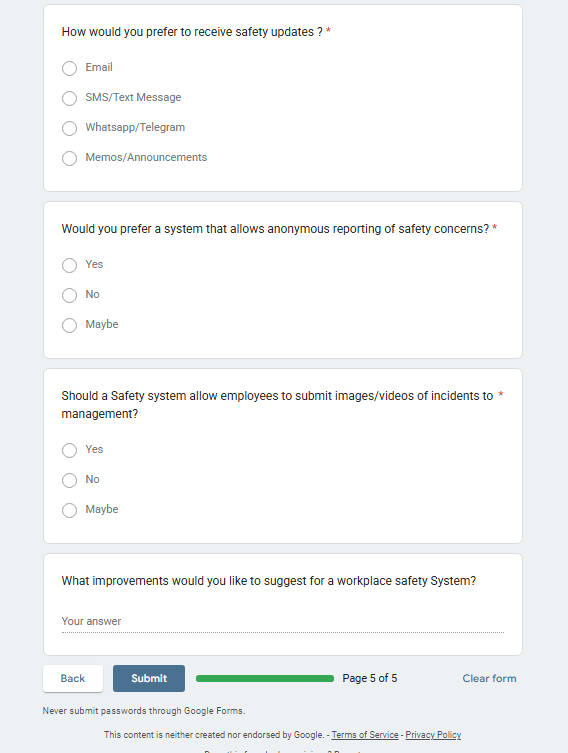 How would you prefer to receive safety updates ? *
Email
SMS/Text Message
Whatsapp/Telegram
Memos/Announcements
Would you prefer a system that allows anonymous reporting of safety concerns? *
Yes
No
Maybe
Should a Safety system allow employees to submit images/videos of incidents to *
management?
Yes
No
Maybe
What improvements would you like to suggest for a workplace safety System?
Your answer
Back Submit Page 5 of 5 Clear form
Never submit passwords through Google Forms.
This content is neither created nor endorsed by Google. - Terms of Service - Privacy Policy